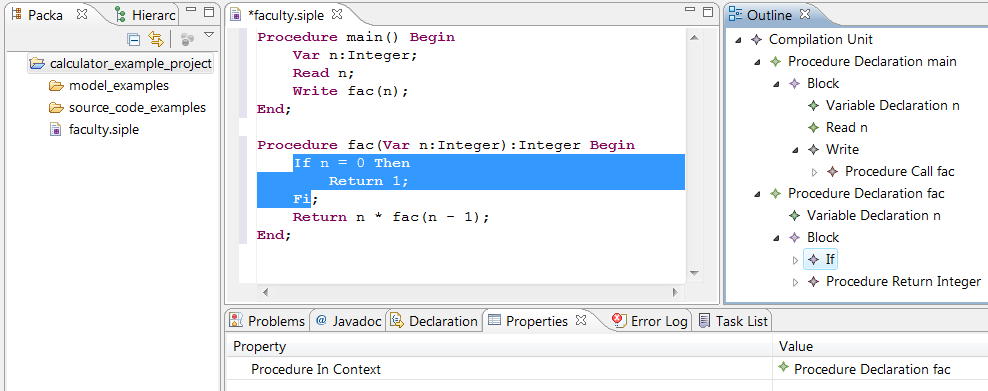 Packa
Hierarc
calculator_example_project
model_examples
source_code_examples
faculty.siple
*faculty.siple
Procedure main() Begin
Var n:Integer;
Read n;
Write fac(n);
End;
Procedure fac(Var n:Integer):Integer Begin
If n = 0 Then
Return 1;
Fi;
Return n * fac(n - 1);
End;
Outline
Compilation Unit
Procedure Declaration main
Block
Variable Declaration n
Read n
Write
Procedure Call fac
Procedure Declaration fac
Variable Declaration n
Block
If
Procedure Return Integer
Problems @ Javadoc Declaration Properties Error Log Task List
Property Value
Procedure In Context Procedure Declaration fac